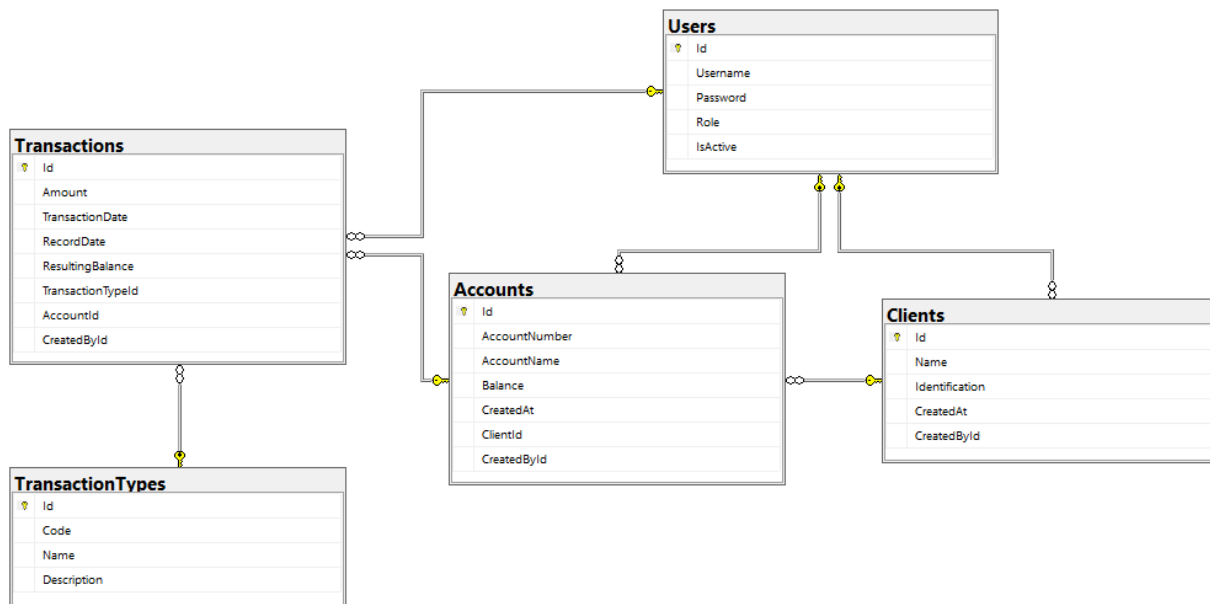 Users
Id
Username
Password
Role
IsActive
Transactions
Id
Amount
TransactionDate
RecordDate
ResultingBalance
TransactionTypeId
AccountId
CreatedById
Accounts
Id
AccountNumber
AccountName
Balance
CreatedAt
ClientId
CreatedById
Clients
Id
Name
Identification
CreatedAt
CreatedById
TransactionTypes
Id
Code
Name
Description